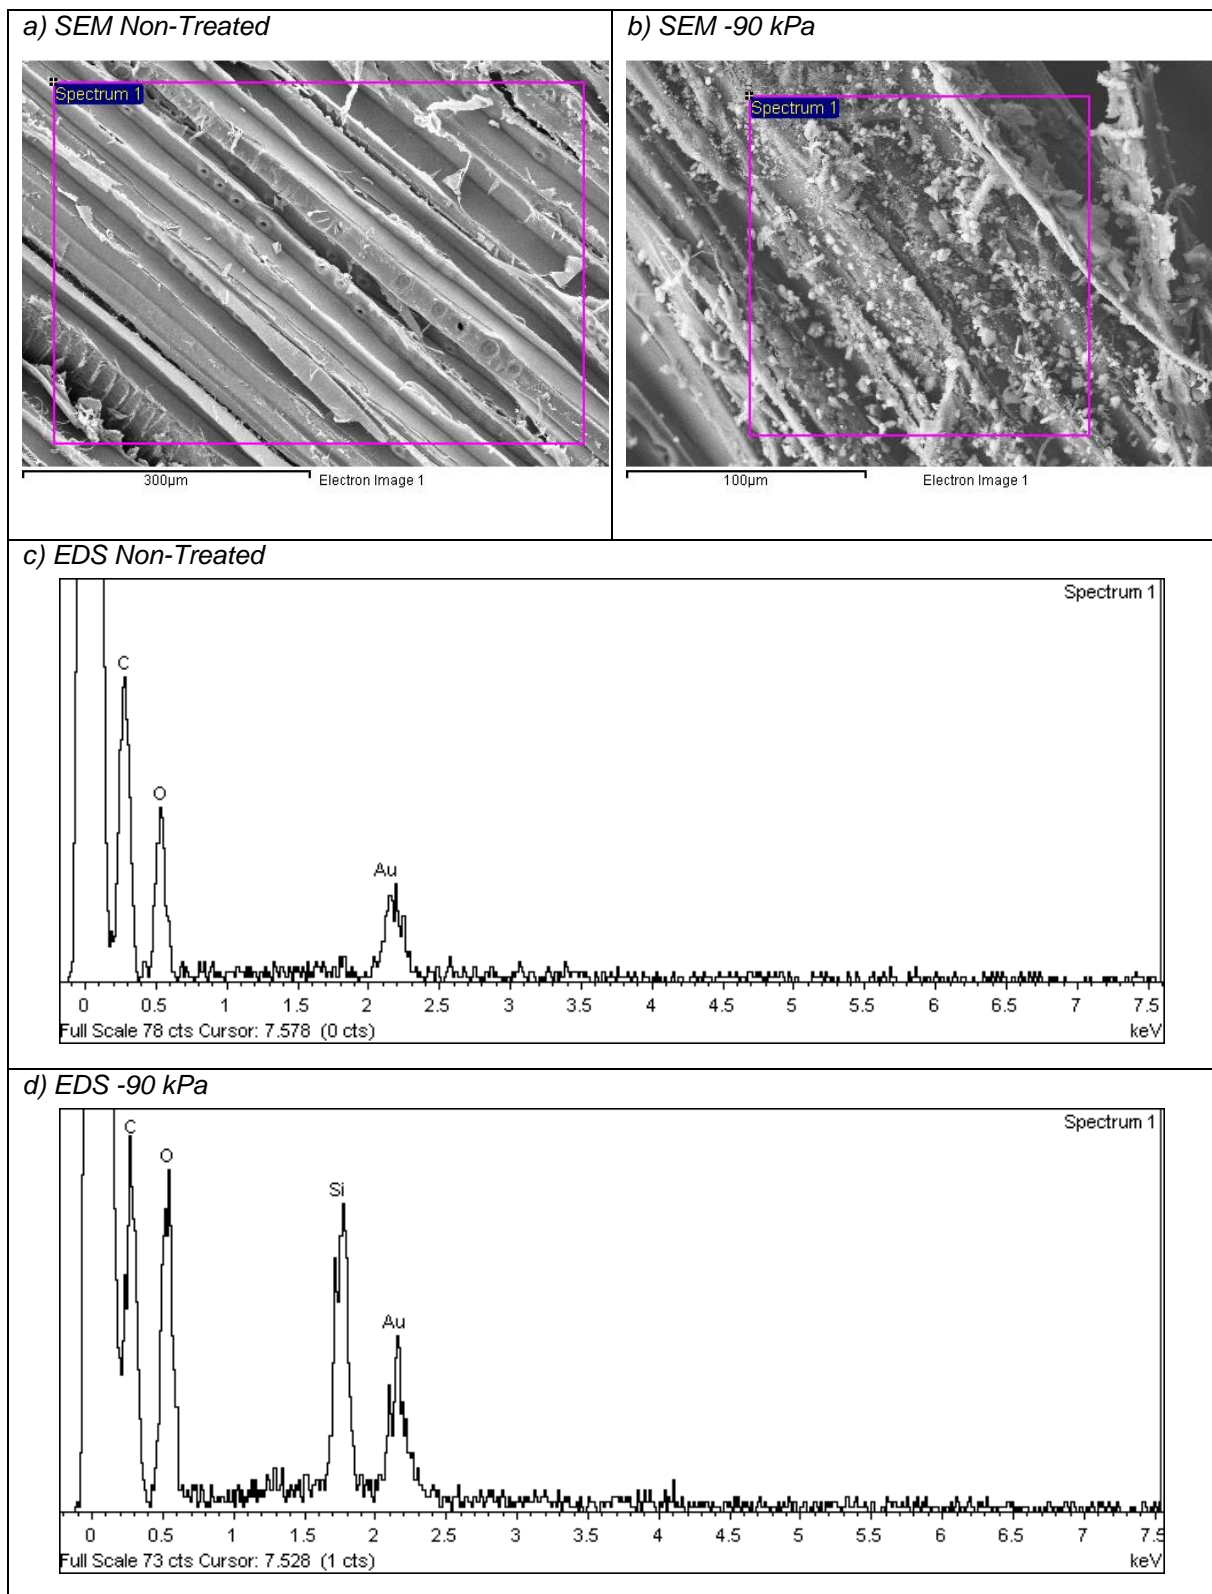 a) SEM Non-Treated
b) SEM -90 kPa
Spectrum 1
Spectrum 1
300µm Electron Image 1
100µm Electron Image 1
c) EDS Non-Treated
Spectrum 1
C
O
Au
0 0.5 1 1.5 2 2.5 3 3.5 4 4.5 5 5.5 6 6.5 7 7.5
Full Scale 78 cts Cursor: 7.578 (0 cts) keV
d) EDS -90 kPa
Spectrum 1
C
O
Si
Au
0 0.5 1 1.5 2 2.5 3 3.5 4 4.5 5 5.5 6 6.5 7 7.5
Full Scale 73 cts Cursor: 7.528 (1 cts) keV